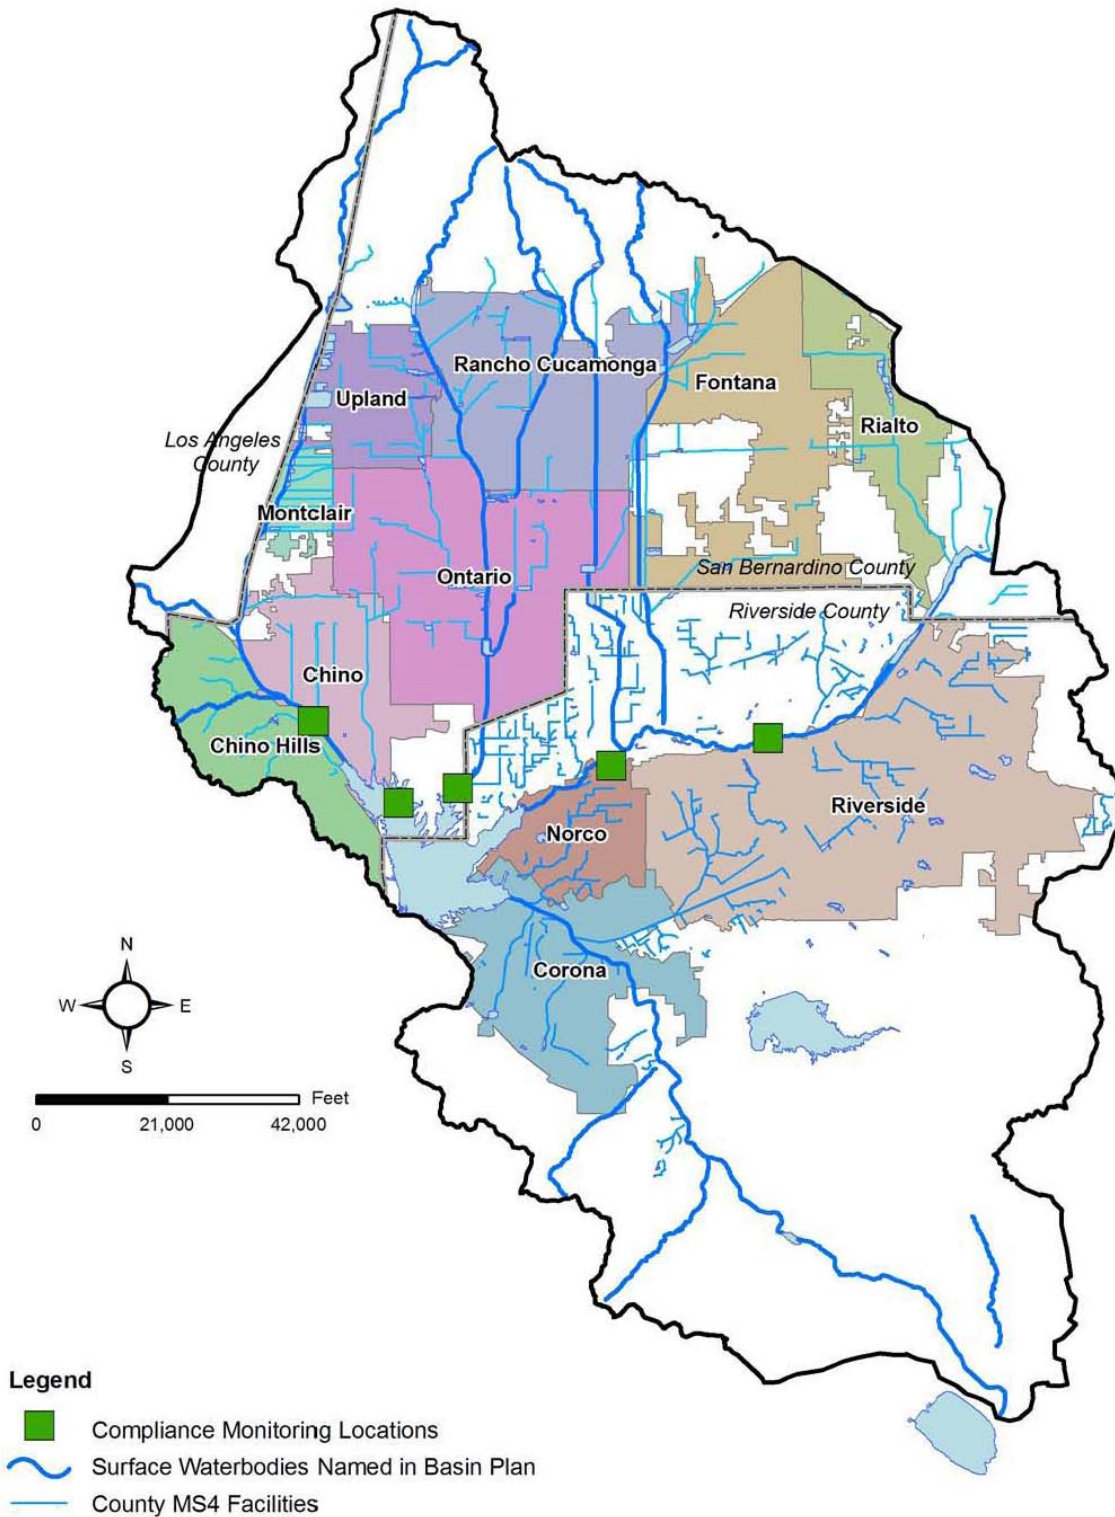 Rancho Cucamonga
Fontana
Upland
Rialto
Los Angeles
County
Montclair
San Bernardino County
Ontario
Riverside County
Chino
Chino Hills
Riverside
Norco
Corona
N
W
E
S
Feet
0
21,000
42,000
Legend
Compliance Monitoring Locations
Surface Waterbodies Named in Basin Plan
County MS4 Facilities